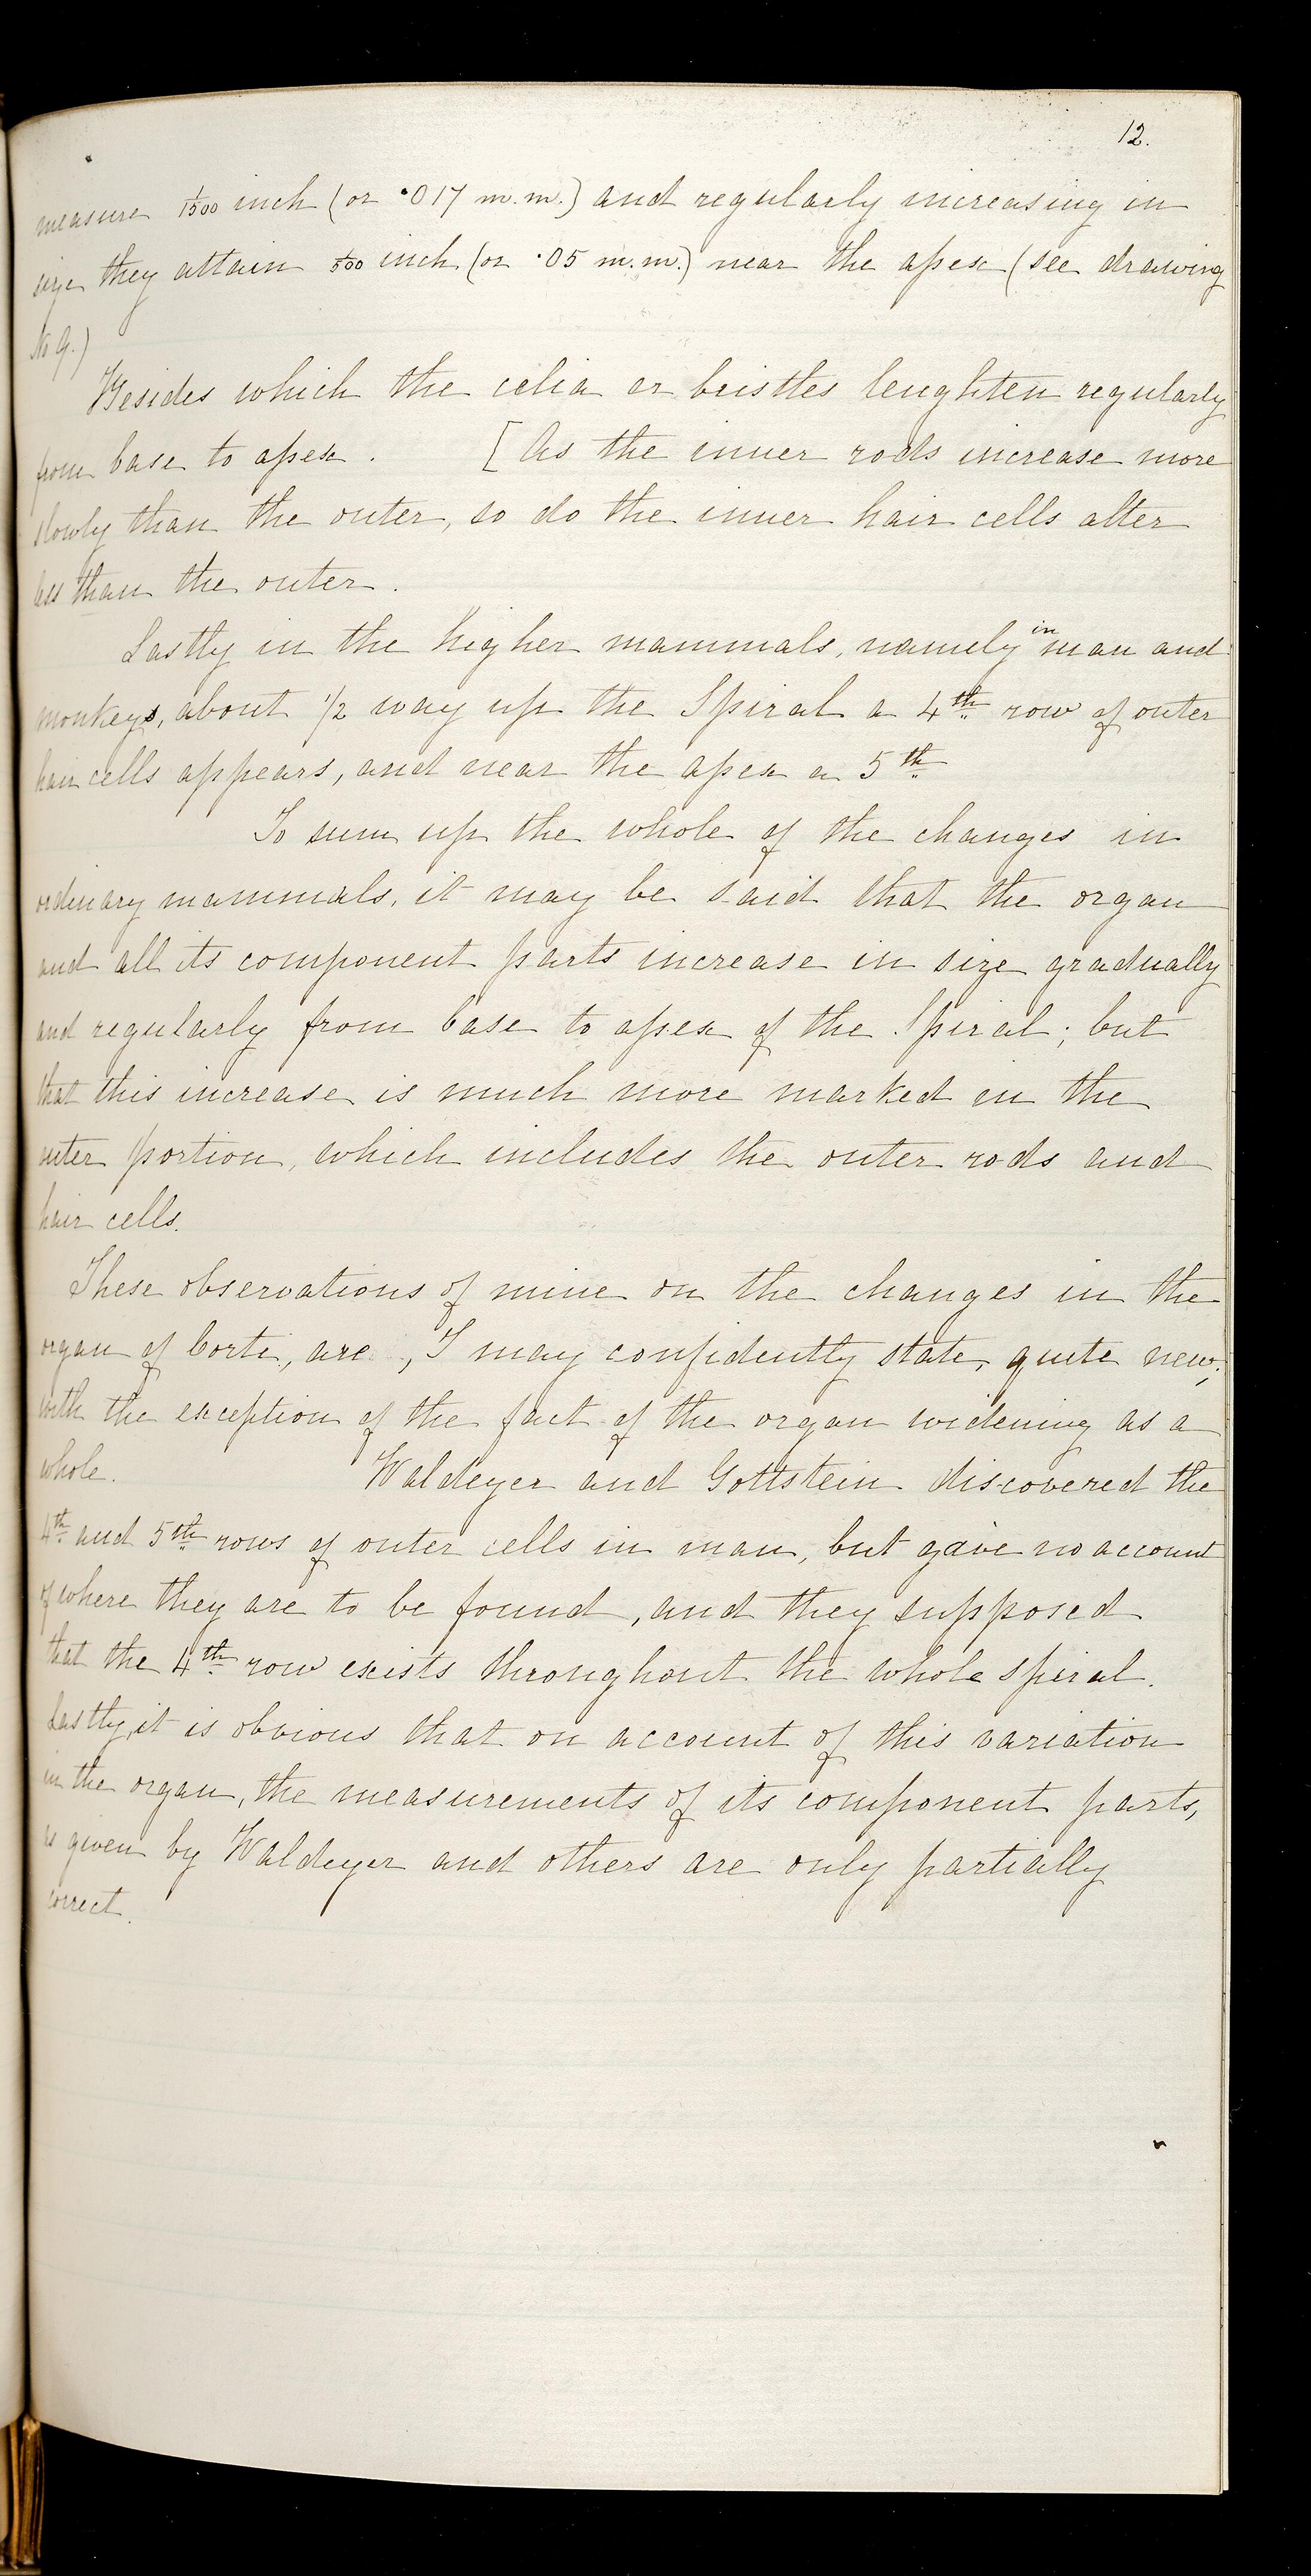 12.
measure 1/1500 inch (or ·017 m.m.) and regularly increasing in
size they attain 1/500 inch (or ·05 m.m.) near the apex (see drawing
No 9.)
Besides which the celia or bristles lenghten regularly
from base to apex. [As the inner rods increase more
slowly than the outer, so do the inner hair cells alter
less than the outer.
Lastly in the higher mammals, namely in man and
monkeys, about 1/2 way up the Spiral a 4th row of outer
hair cells appears, and near the apex a 5th
To sum up the whole of the changes in
ordinary mammals, it may be said that the organ
and all its component parts increase in size gradually
and regularly from base to apex of the Spiral; but
that this increase is much more marked in the
outer portion, which includes the outer rods and
hair cells.
These observations of mine on the changes in the
organ of Corti, are, I may confidently state, quite new;
with the exception of the fact of the organ widening as a
whole. Waldeyer and Gottstein discovered the
4th and 5th rows of outer cells in man, but gave no account
of where they are to be found, and they supposed
that the 4th row exists throughout the whole spiral.
Lastly, it is obvious that on account of this variation
in the organ, the measurements of its component parts,
as given by Waldeyer and others are only partially
correct.